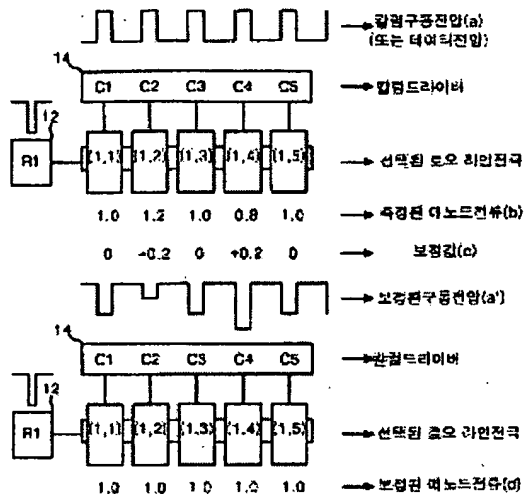 칼럼구동전압(a)
(또는 데이터전압)
14
C1 C2 C3 C4 C5
칼럼드라이버
12
R1
(1,1) (1,2) (1,3) (1,4) (1,5)
선택된 로오 라인전극
1.0 1.2 1.0 0.8 1.0
측정된 애노드전류(b)
0 -0.2 0 +0.2 0
보정값(c)
보정된구동전압(a')
14
C1 C2 C3 C4 C5
칼럼드라이버
12
R1
(1,1) (1,2) (1,3) (1,4) (1,5)
선택된 로오 라인전극
1.0 1.0 1.0 1.0 1.0
보정된 애노드전류(d)